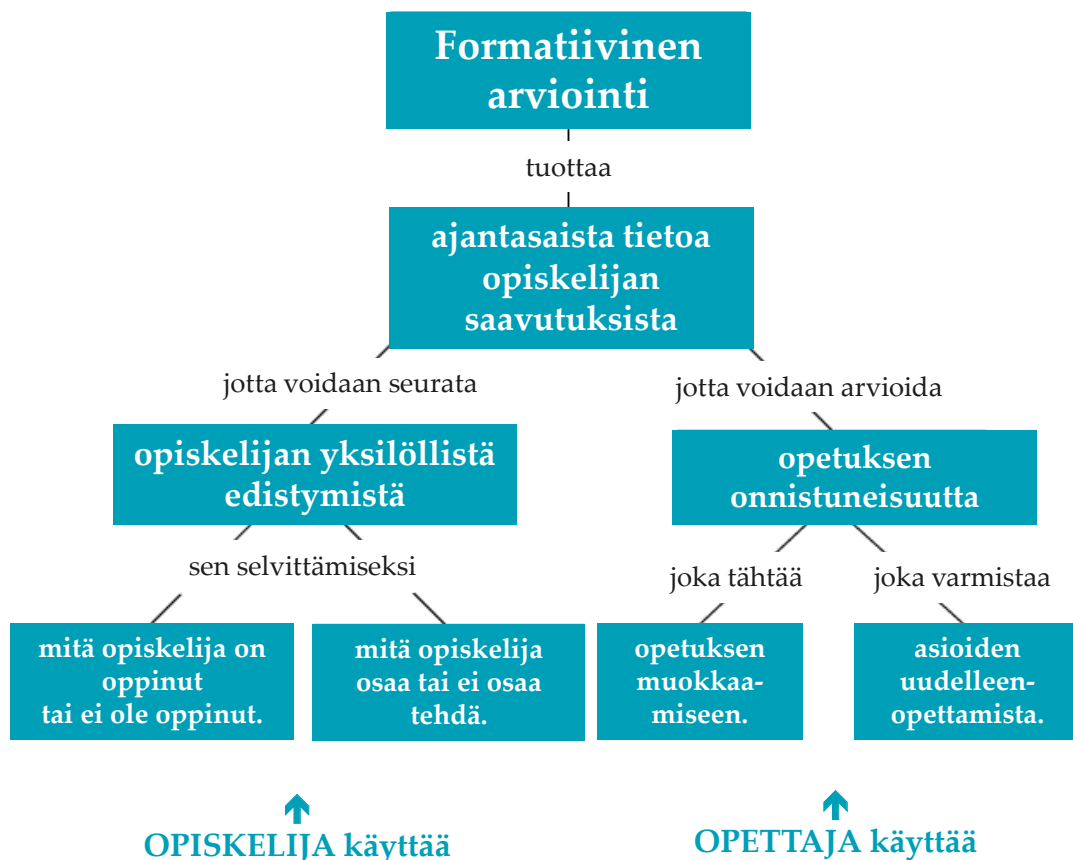 Formatiivinen
arviointi
tuottaa
ajantasaista tietoa
opiskelijan
saavutuksista
jotta voidaan seurata
jotta voidaan arvioida
opiskelijan yksilöllistä
edistymistä
opetuksen
onnistuneisuutta
sen selvittämiseksi
joka tähtää
joka varmistaa
mitä opiskelija on
oppinut
tai ei ole oppinut.
mitä opiskelija
osaa tai ei osaa
tehdä.
opetuksen
muokkaa-
miseen.
asioiden
uudelleen-
opettamista.
OPISKELIJA käyttää
OPETTAJA käyttää